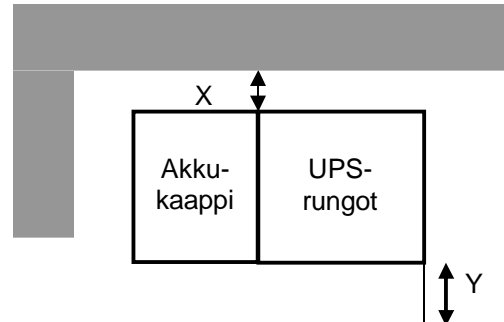 X
Akku-
kaappi
UPS-
rungot
Y